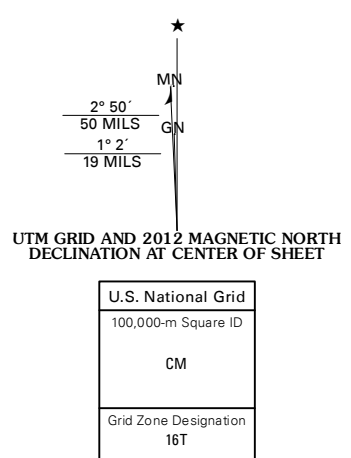 ★
MN
2° 50´
50 MILS
GN
1° 2´
19 MILS
UTM GRID AND 2012 MAGNETIC NORTH
DECLINATION AT CENTER OF SHEET
U.S. National Grid
100,000-m Square ID
CM
Grid Zone Designation
16T